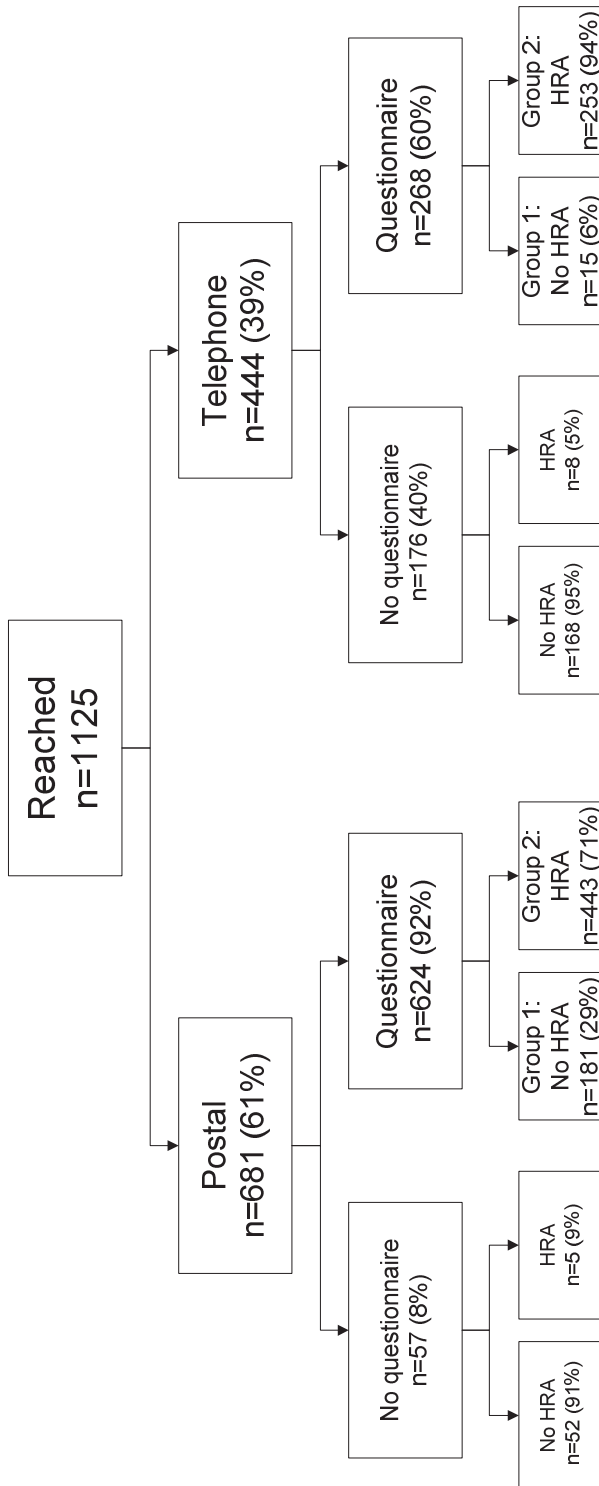 Reached
n=1125
Postal
n=681 (61%)
Telephone
n=444 (39%)
No questionnaire
n=57 (8%)
Questionnaire
n=624 (92%)
No questionnaire
n=176 (40%)
Questionnaire
n=268 (60%)
No HRA
n=52 (91%)
HRA
n=5 (9%)
Group 1:
No HRA
n=181 (29%)
Group 2:
HRA
n=443 (71%)
No HRA
n=168 (95%)
HRA
n=8 (5%)
Group 1:
No HRA
n=15 (6%)
Group 2:
HRA
n=253 (94%)